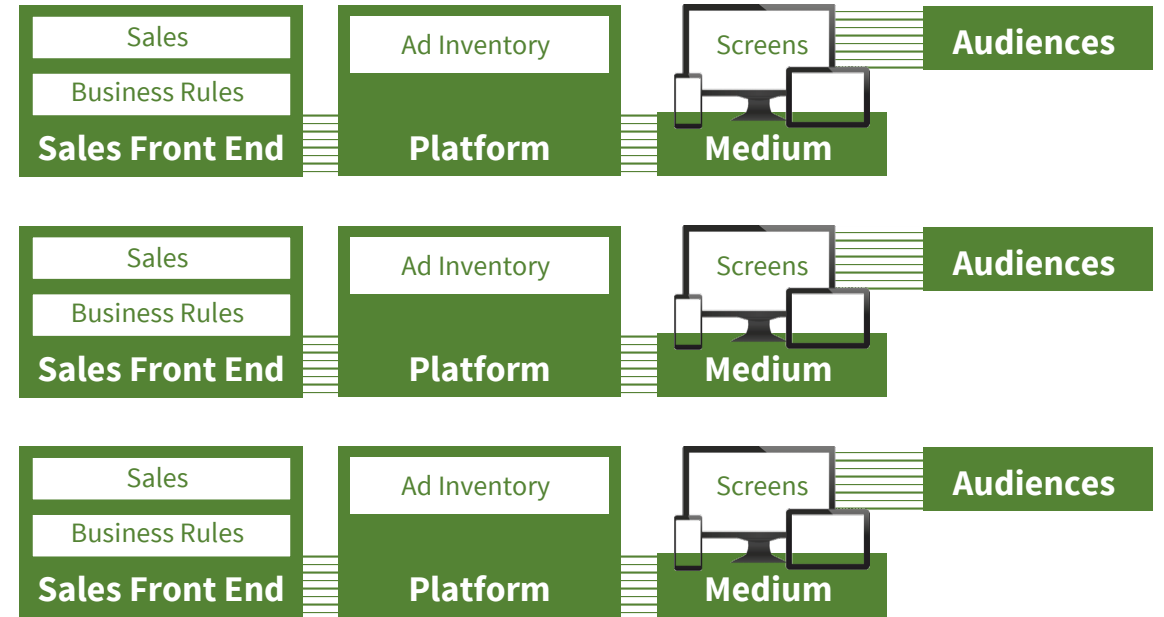 Sales
Business Rules
Sales Front End
Ad Inventory
Platform
Screens
Medium
Audiences
Sales
Business Rules
Sales Front End
Ad Inventory
Platform
Screens
Medium
Audiences
Sales
Business Rules
Sales Front End
Ad Inventory
Platform
Screens
Medium
Audiences